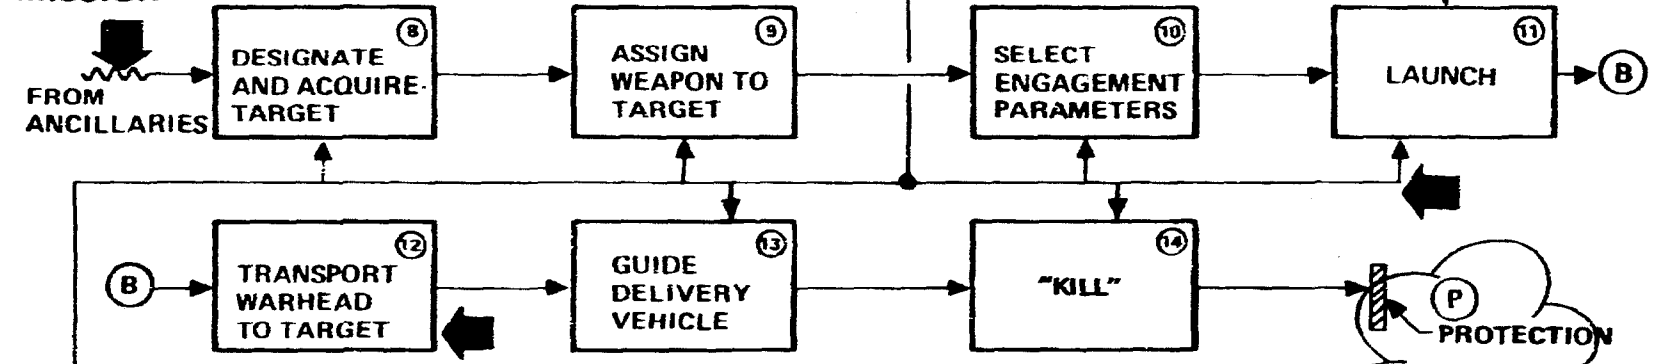 8
DESIGNATE
AND ACQUIRE-
TARGET
9
ASSIGN
WEAPON TO
TARGET
10
SELECT
ENGAGEMENT
PARAMETERS
11
LAUNCH
B
FROM
ANCILLARIES
B
12
TRANSPORT
WARHEAD
TO TARGET
13
GUIDE
DELIVERY
VEHICLE
14
"KILL"
P
PROTECTION